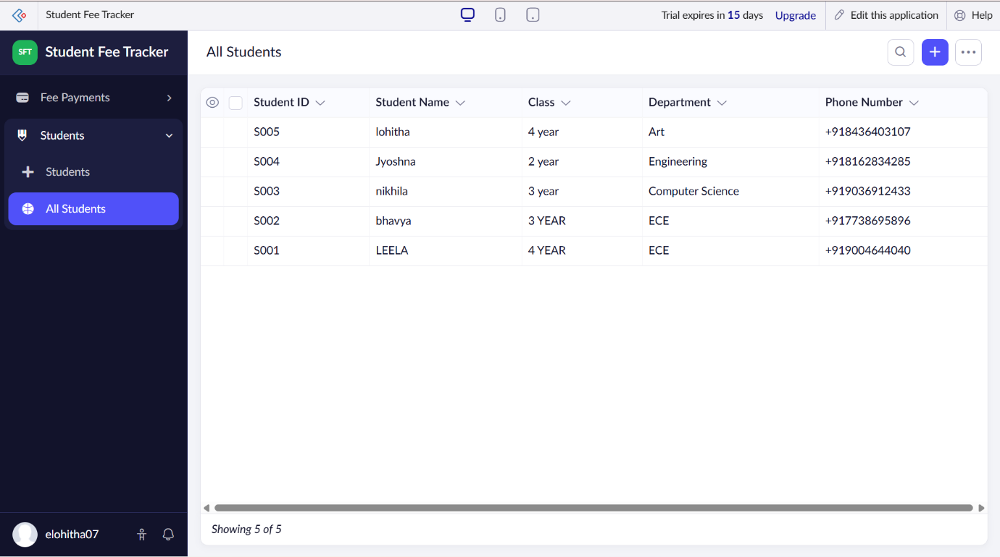 Student Fee Tracker Trial expires in 15 days Upgrade Edit this application Help
SFT Student Fee Tracker
Fee Payments
Students
Students
All Students
elohitha07
All Students
Student ID Student Name Class Department Phone Number
S005 lohitha 4 year Art +918436403107
S004 Jyoshna 2 year Engineering +918162834285
S003 nikhila 3 year Computer Science +919036912433
S002 bhavya 3 YEAR ECE +917738695896
S001 LEELA 4 YEAR ECE +919004644040
Showing 5 of 5